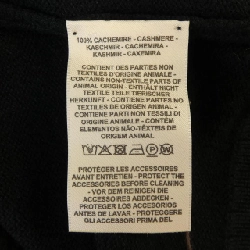 100% CACHEMIRE - CASHMERE -
KASCHMIR - CACHEMIRA -
KASHMIR - CAXEMIRA
CONTIENT DES PARTIES NON
TEXTILES D'ORIGINE ANIMALE -
CONTAINS NON-TEXTILE PARTS OF
ANIMAL ORIGIN - ENTHÄLT NICHT
TEXTILE TEILE TIERISCHER
HERKUNFT - CONTIENE PARTES NO
TEXTILES DE ORIGEN ANIMAL -
CONTIENE PARTI NON TESSILI DI
ORIGINE ANIMALE - CONTÉM
ELEMENTOS NÃO-TÊXTEIS DE
ORIGEM ANIMAL
PROTEGER LES ACCESSOIRES
AVANT ENTRETIEN - PROTECT THE
ACCESSORIES BEFORE CLEANING
- VOR DEM REINIGEN DIE
ACCESSOIRES ABDECKEN -
PROTEGER LOS ACCESORIOS
ANTES DE LAVAR - PROTEGGERE
GLI ACCESSORI PRIMA DEL